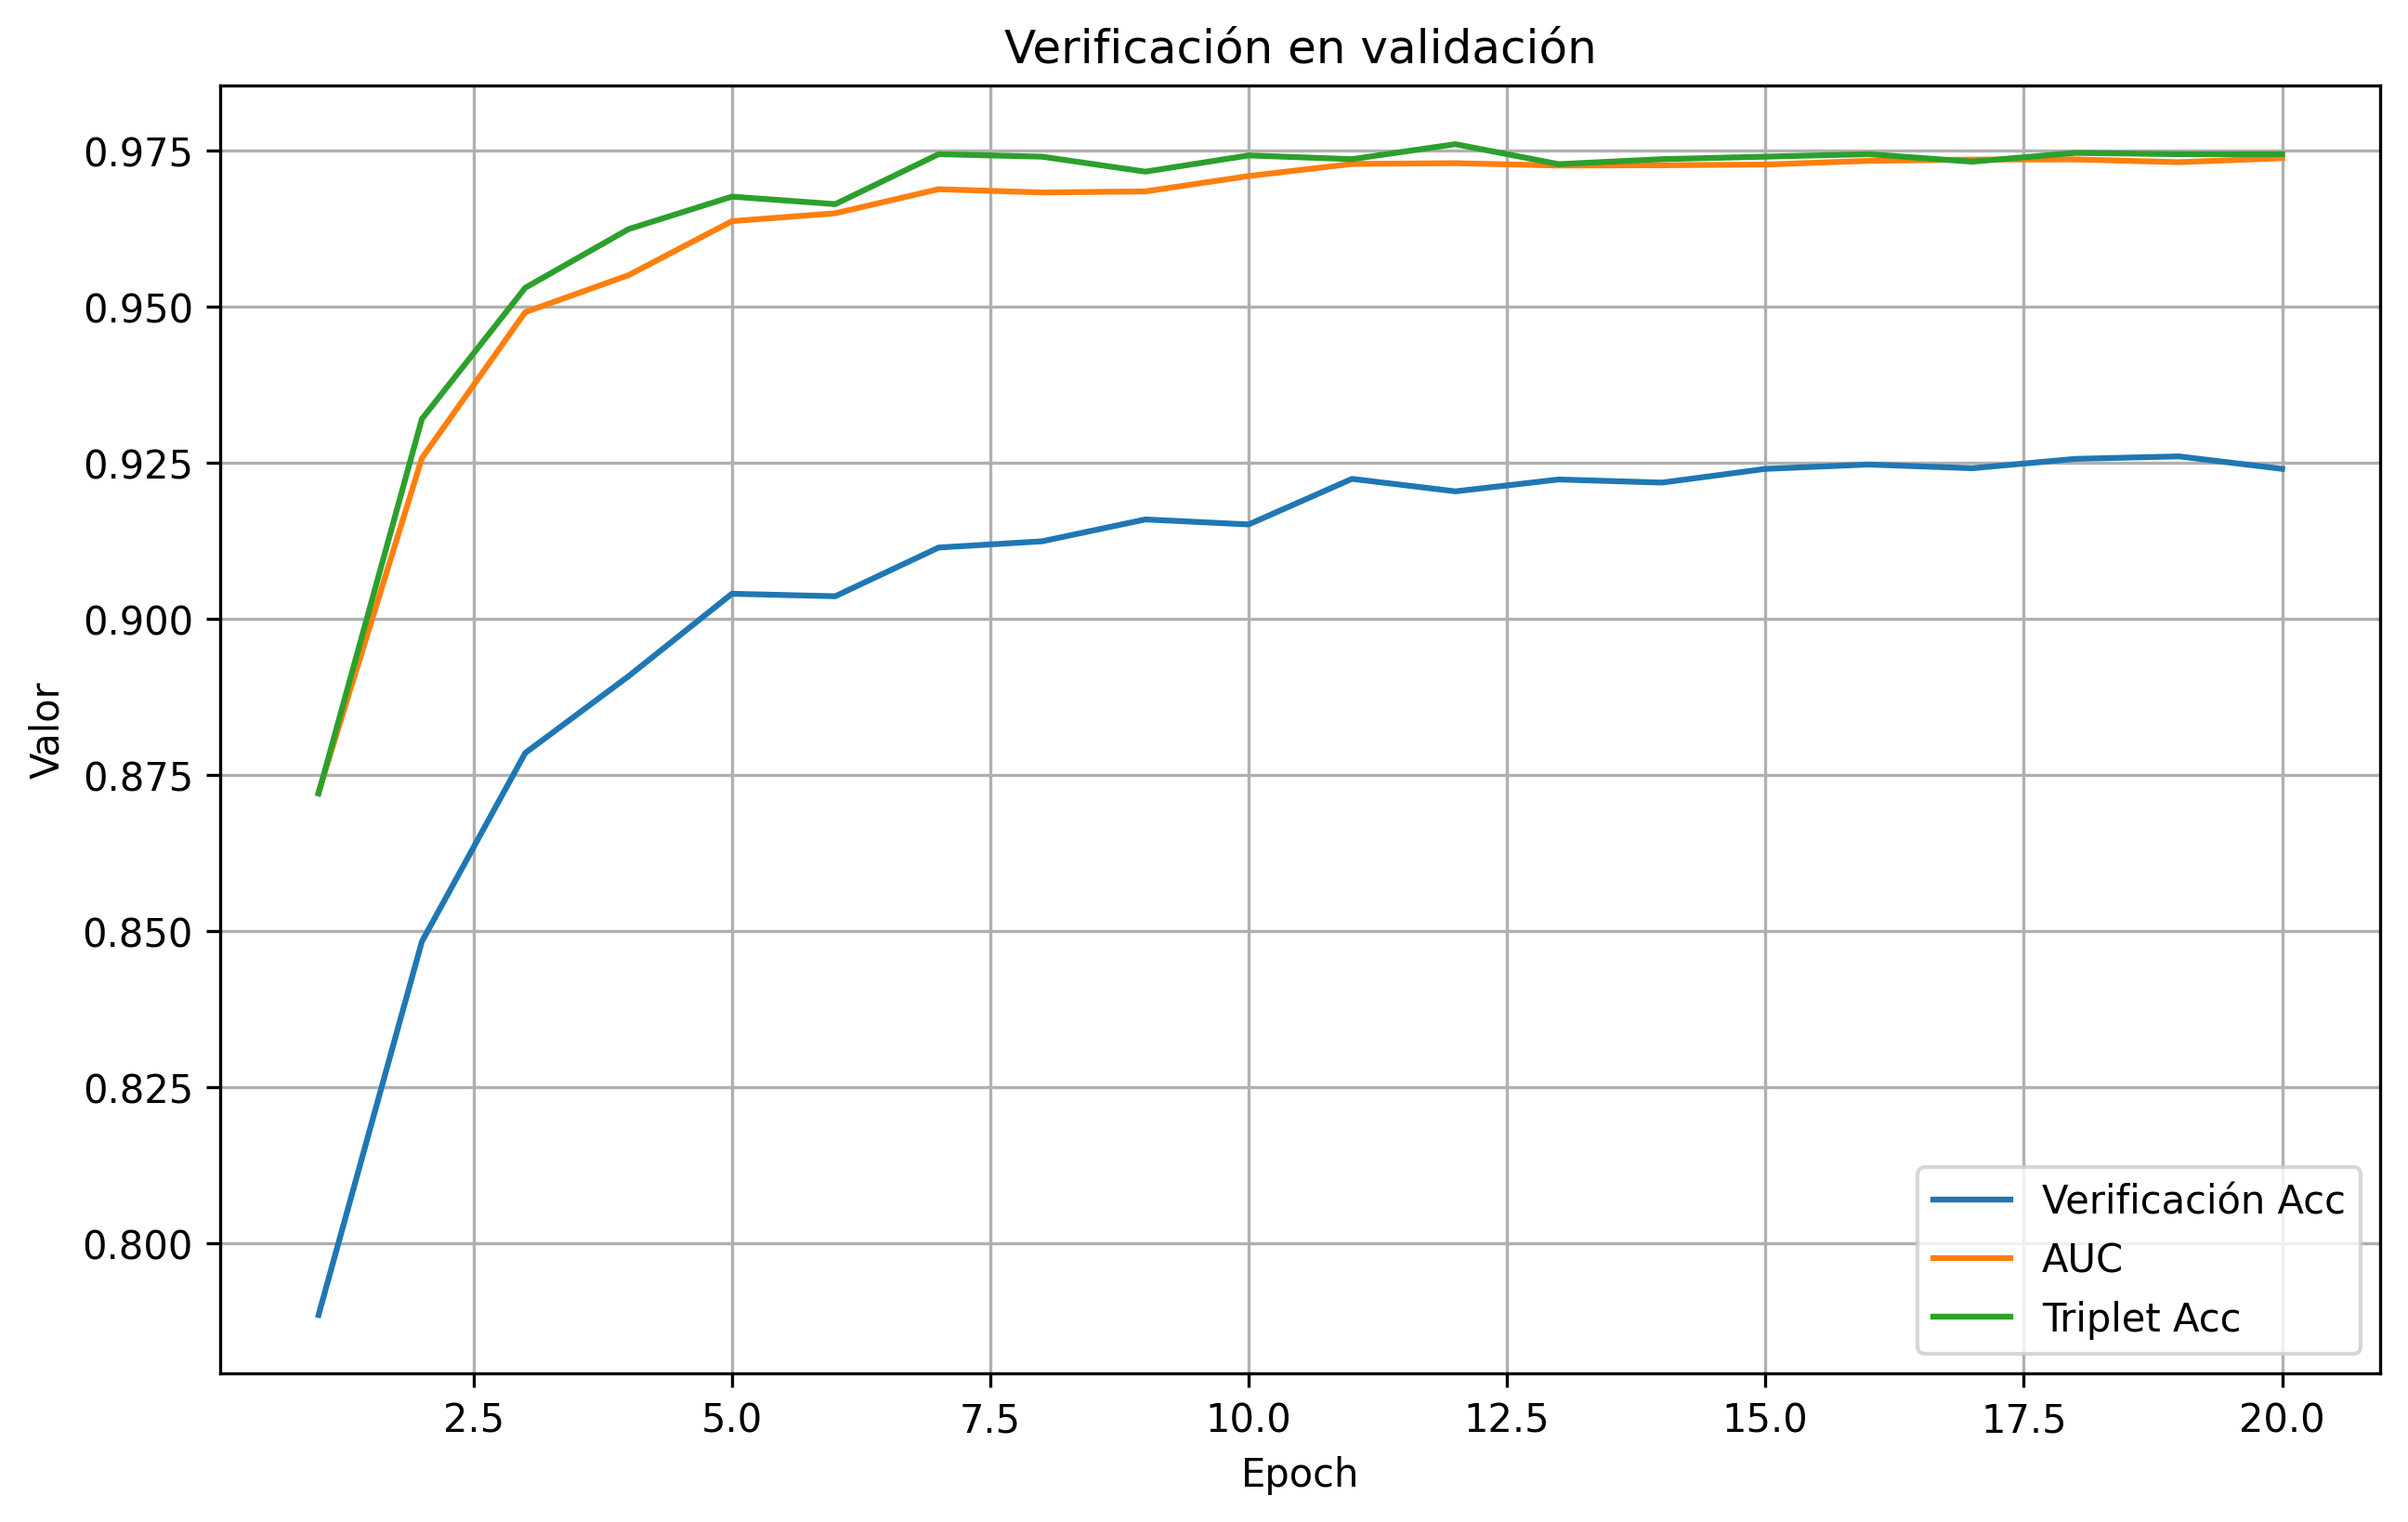 Verificación en validación
0.975
0.950
0.925
0.900
0.875
0.850
0.825
0.800
Valor
2.5 5.0 7.5 10.0 12.5 15.0 17.5 20.0
Epoch
Verificación Acc
AUC
Triplet Acc